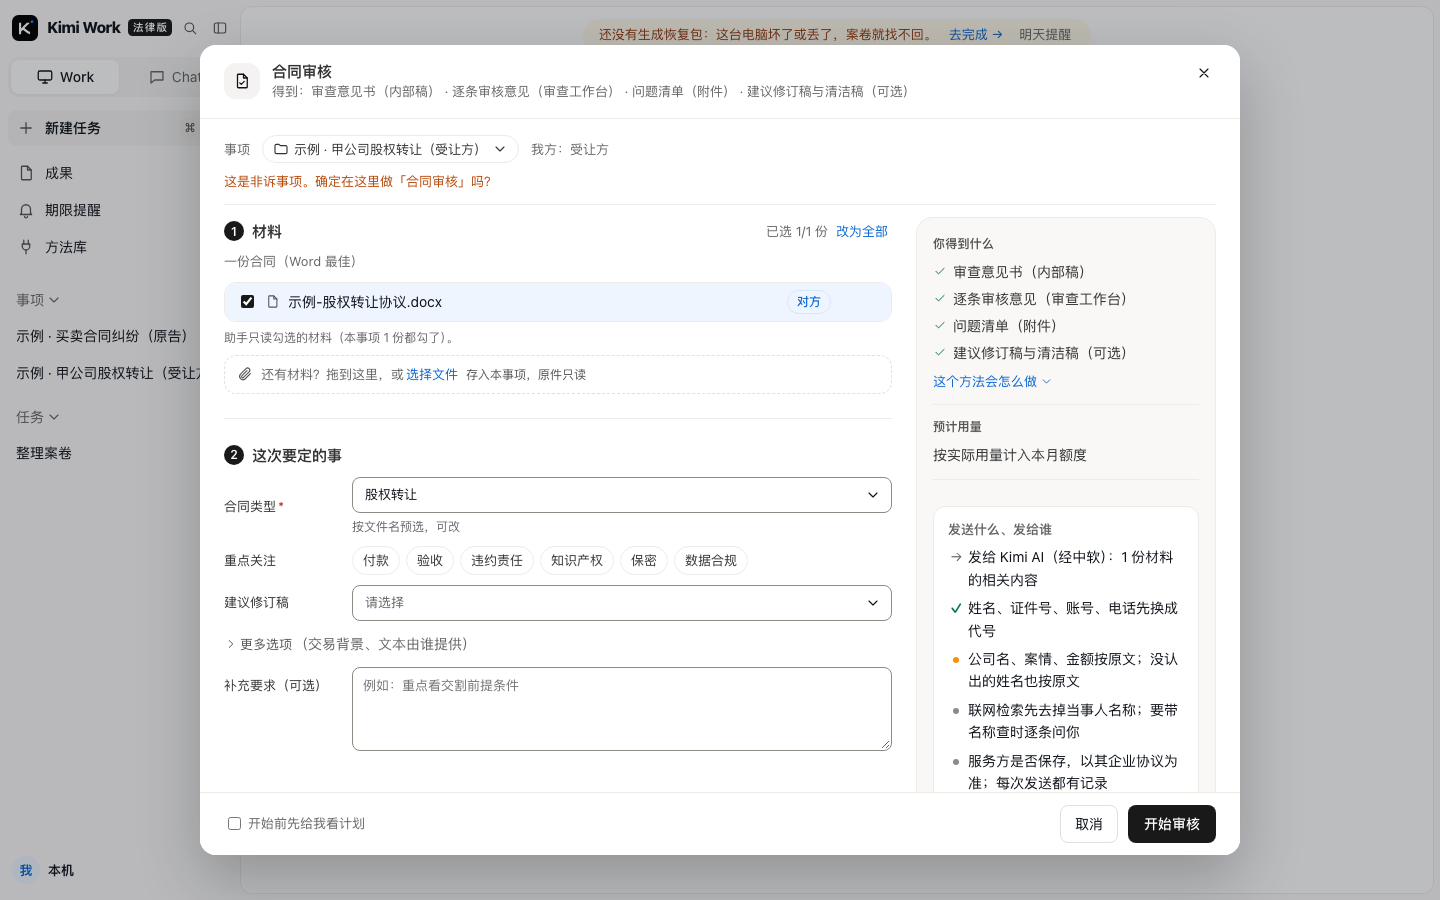 Kimi Work 法律版
还没有生成恢复包：这台电脑坏了或丢了，案卷就找不回。 去完成 → 明天提醒
Work
Chat
新建任务 ⌘
成果
期限提醒
方法库
事项
示例 · 买卖合同纠纷（原告）
示例 · 甲公司股权转让（受让方
任务
整理案卷
我 本机
合同审核
得到：审查意见书（内部稿） · 逐条审核意见（审查工作台） · 问题清单（附件） · 建议修订稿与清洁稿（可选）
事项 示例 · 甲公司股权转让（受让方） 我方：受让方
这是非诉事项。确定在这里做「合同审核」吗？
1 材料 已选 1/1 份 改为全部
一份合同（Word 最佳）
示例-股权转让协议.docx 对方
助手只读勾选的材料（本事项 1 份都勾了）。
还有材料？拖到这里，或 选择文件 存入本事项，原件只读
2 这次要定的事
合同类型 * 股权转让
按文件名预选，可改
重点关注 付款 验收 违约责任 知识产权 保密 数据合规
建议修订稿 请选择
更多选项 （交易背景、文本由谁提供）
补充要求（可选） 例如：重点看交割前提条件
你得到什么
审查意见书（内部稿）
逐条审核意见（审查工作台）
问题清单（附件）
建议修订稿与清洁稿（可选）
这个方法会怎么做
预计用量
按实际用量计入本月额度
发送什么、发给谁
→ 发给 Kimi AI（经中软）：1 份材料
的相关内容
姓名、证件号、账号、电话先换成
代号
公司名、案情、金额按原文；没认
出的姓名也按原文
联网检索先去掉当事人名称；要带
名称查时逐条问你
服务方是否保存，以其企业协议为
准；每次发送都有记录
开始前先给我看计划 取消 开始审核